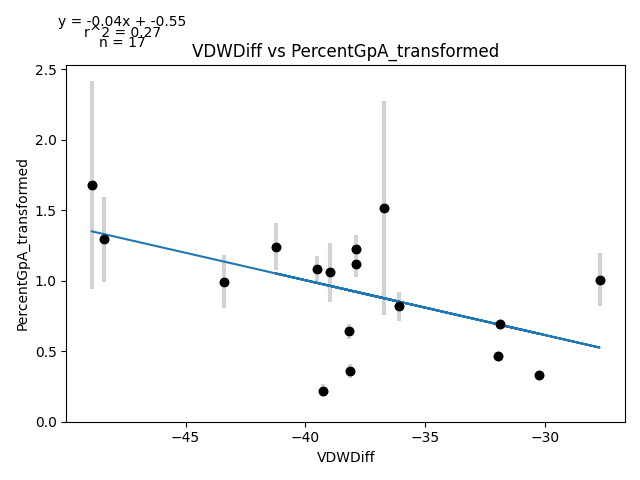 y = -0.04x + -0.55
r^2 = 0.27
n = 17
VDWDiff vs PercentGpA_transformed
2.5
2.0
1.5
1.0
0.5
0.0
PercentGpA_transformed
−45
−40
−35
−30
VDWDiff